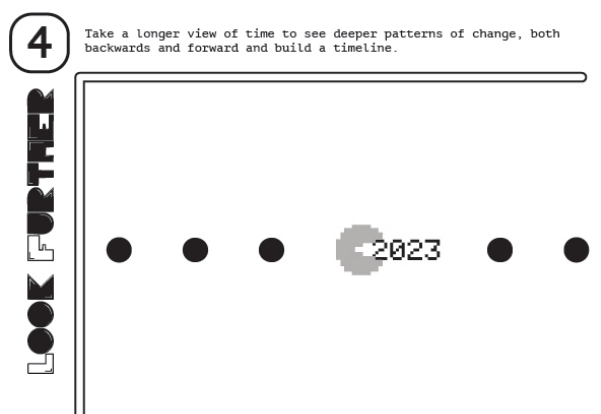 4
Take a longer view of time to see deeper patterns of change, both
backwards and forward and build a timeline.
LOOK FURTHER
2023